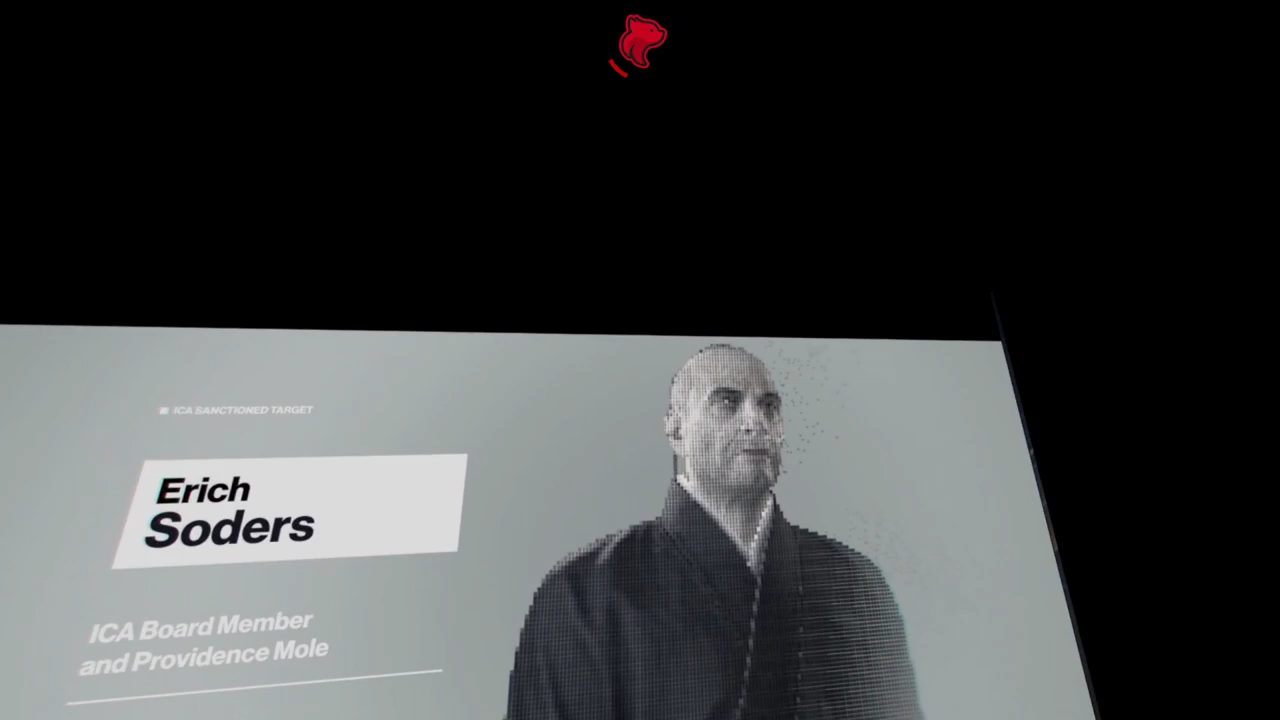 ICA SANCTIONED TARGET
Erich
Soders
ICA Board Member
and Providence Mole